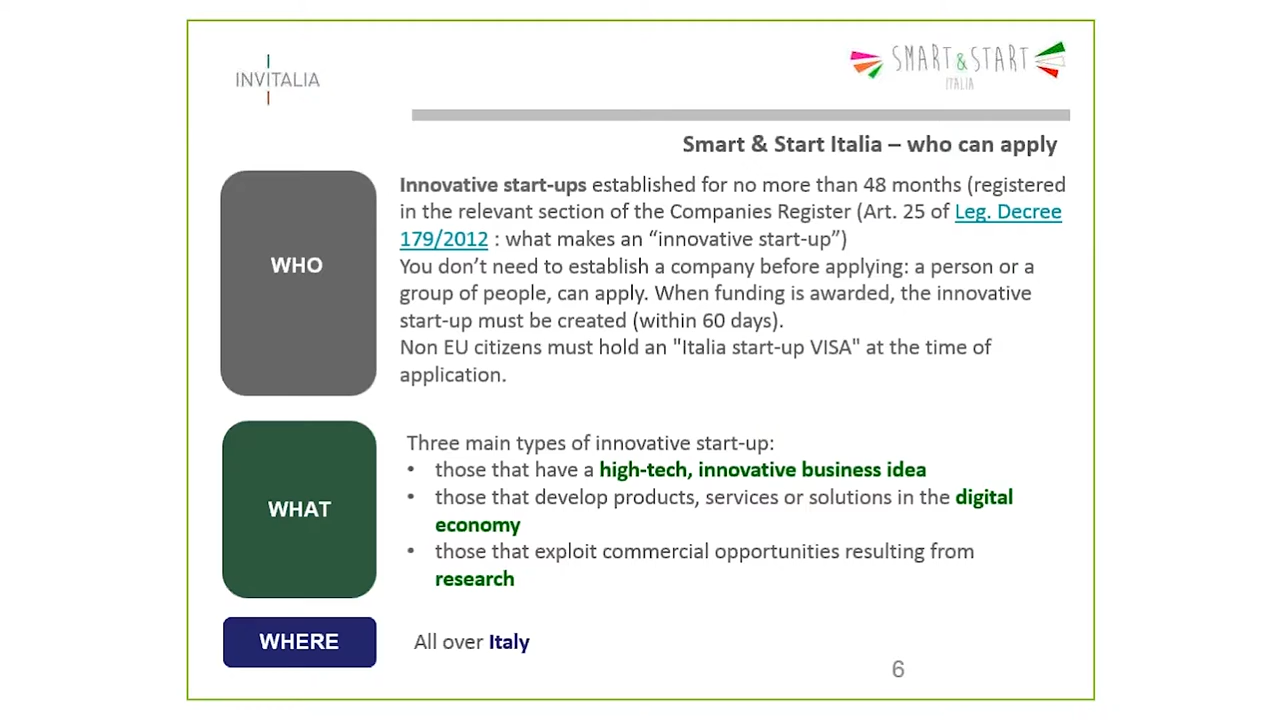 INVITALIA
SMART&START
ITALIA
Smart & Start Italia – who can apply
WHO
Innovative start-ups established for no more than 48 months (registered
in the relevant section of the Companies Register (Art. 25 of Leg. Decree
179/2012 : what makes an “innovative start-up”)
You don’t need to establish a company before applying: a person or a
group of people, can apply. When funding is awarded, the innovative
start-up must be created (within 60 days).
Non EU citizens must hold an "Italia start-up VISA" at the time of
application.
WHAT
Three main types of innovative start-up:
• those that have a high-tech, innovative business idea
• those that develop products, services or solutions in the digital
economy
• those that exploit commercial opportunities resulting from
research
WHERE
All over Italy
6